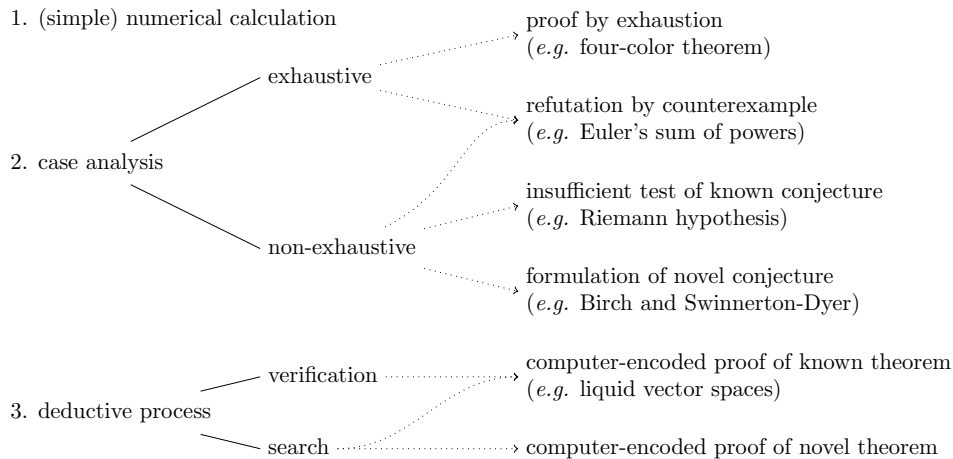 1. (simple) numerical calculation
proof by exhaustion
(e.g. four-color theorem)
exhaustive
refutation by counterexample
(e.g. Euler's sum of powers)
2. case analysis
insufficient test of known conjecture
(e.g. Riemann hypothesis)
non-exhaustive
formulation of novel conjecture
(e.g. Birch and Swinnerton-Dyer)
computer-encoded proof of known theorem
(e.g. liquid vector spaces)
verification
3. deductive process
search
computer-encoded proof of novel theorem